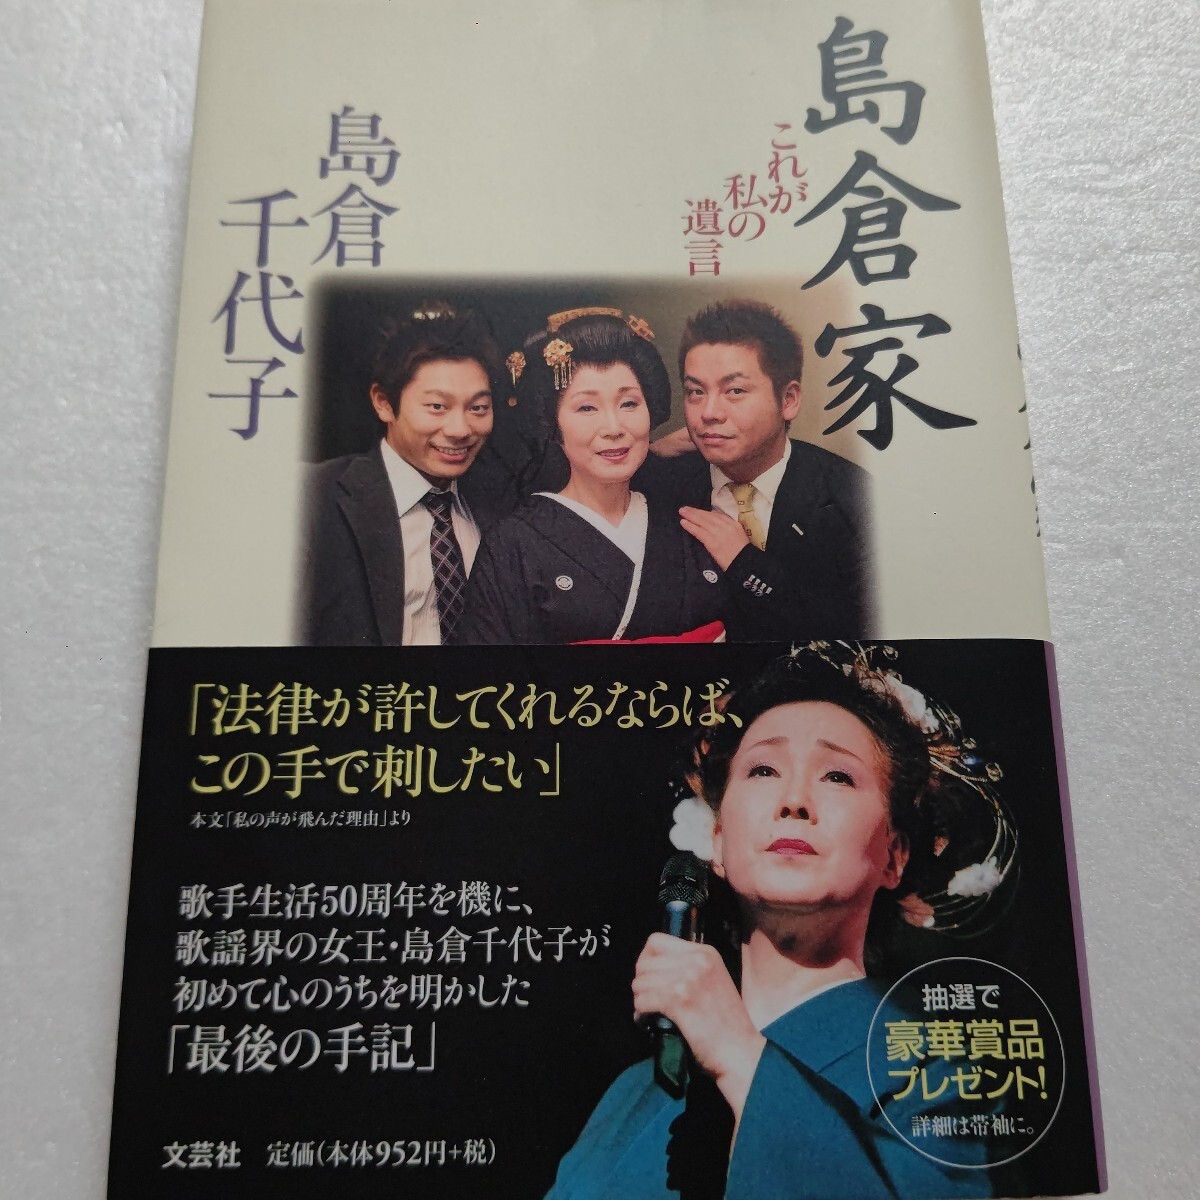 島倉家
これが
私の
遺言
島倉
千代子
「法律が許してくれるならば、
この手で刺したい」
本文「私の声が飛んだ理由」より
歌手生活50周年を機に、
歌謡界の女王・島倉千代子が
初めて心のうちを明かした
「最後の手記」
抽選で
豪華賞品
プレゼント!
詳細は帯袖に。
文芸社 定価(本体952円+税)